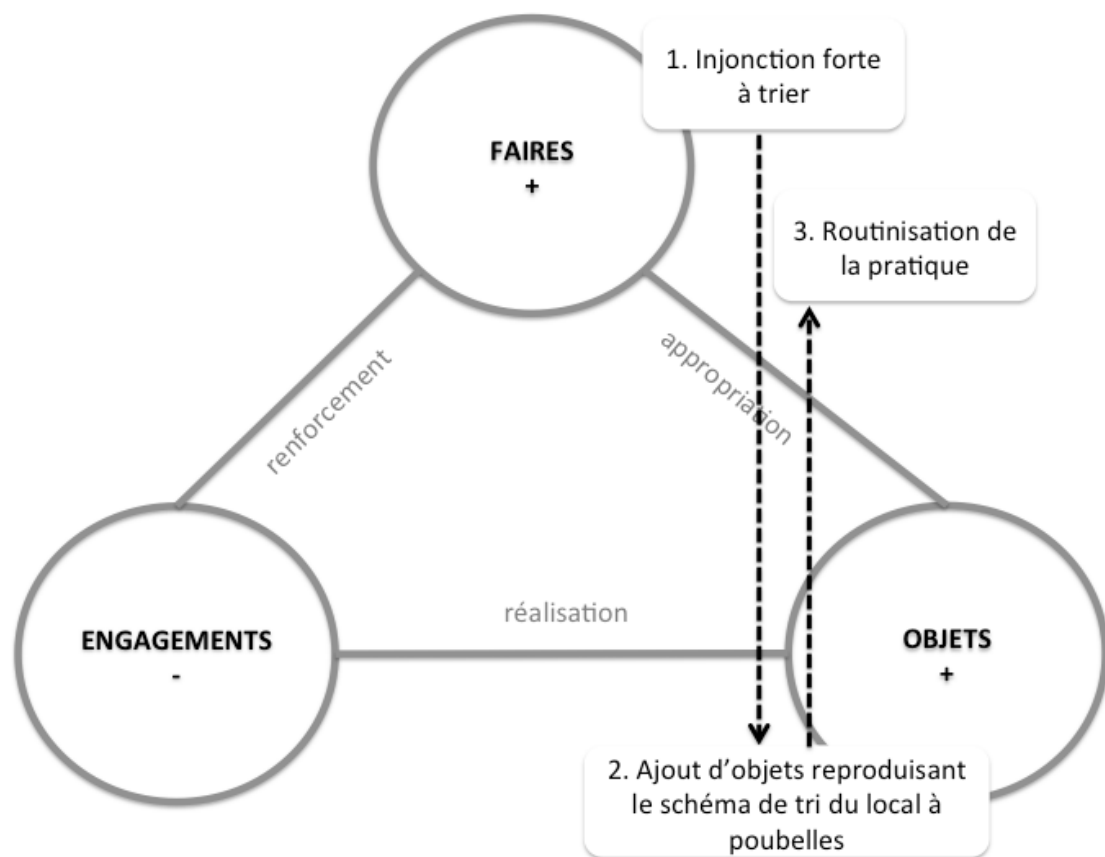 1. Injonction forte
à trier
FAIRES
+
3. Routinisation de
la pratique
renforcement
appropriation
réalisation
ENGAGEMENTS
-
OBJETS
+
2. Ajout d’objets reproduisant
le schéma de tri du local à
poubelles